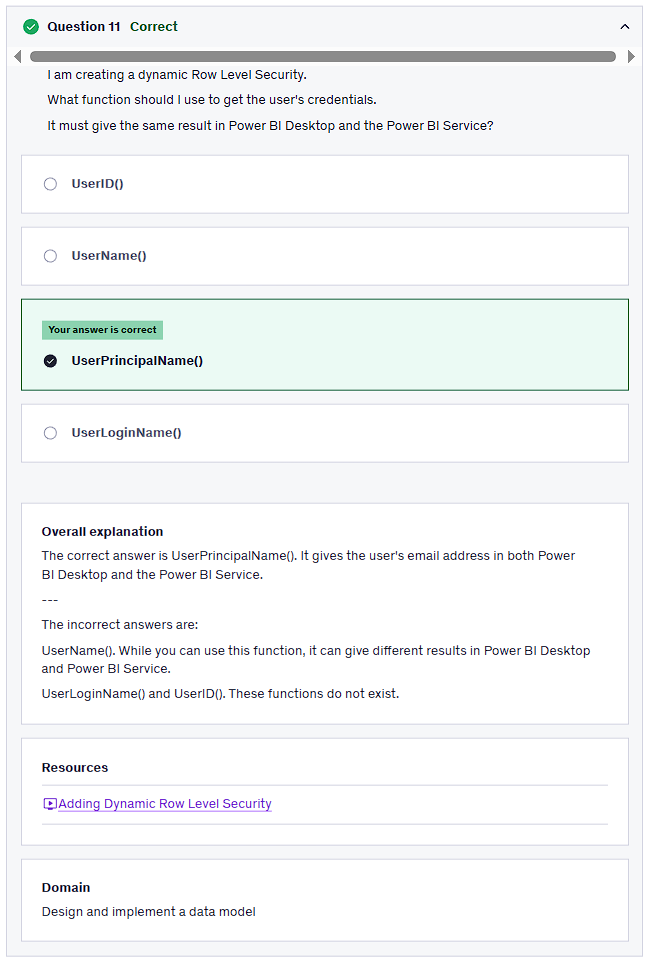 Question 11 Correct
I am creating a dynamic Row Level Security.
What function should I use to get the user's credentials.
It must give the same result in Power BI Desktop and the Power BI Service?
UserID()
UserName()
Your answer is correct
UserPrincipalName()
UserLoginName()
Overall explanation
The correct answer is UserPrincipalName(). It gives the user's email address in both Power
BI Desktop and the Power BI Service.
---
The incorrect answers are:
UserName(). While you can use this function, it can give different results in Power BI Desktop
and Power BI Service.
UserLoginName() and UserID(). These functions do not exist.
Resources
Adding Dynamic Row Level Security
Domain
Design and implement a data model